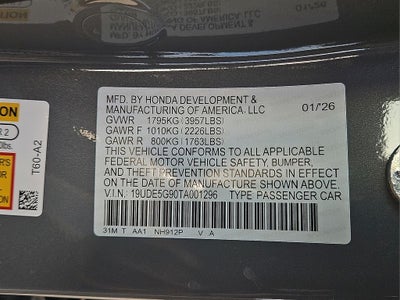 MFD. BY HONDA DEVELOPMENT &
MANUFACTURING OF AMERICA, LLC 01/26
GVWR 1795KG(3957LBS)
GAWR F 1010KG(2226LBS)
GAWR R 800KG(1763LBS)
THIS VEHICLE CONFORMS TO ALL APPLICABLE
FEDERAL MOTOR VEHICLE SAFETY, BUMPER,
AND THEFT PREVENTION STANDARDS IN EFFECT
ON THE DATE OF MANUFACTURE SHOWN ABOVE.
V.I.N.: 19UDE5G90TA001296 TYPE: PASSENGER CAR
31M T AA1 NH912P V A
T60-A2